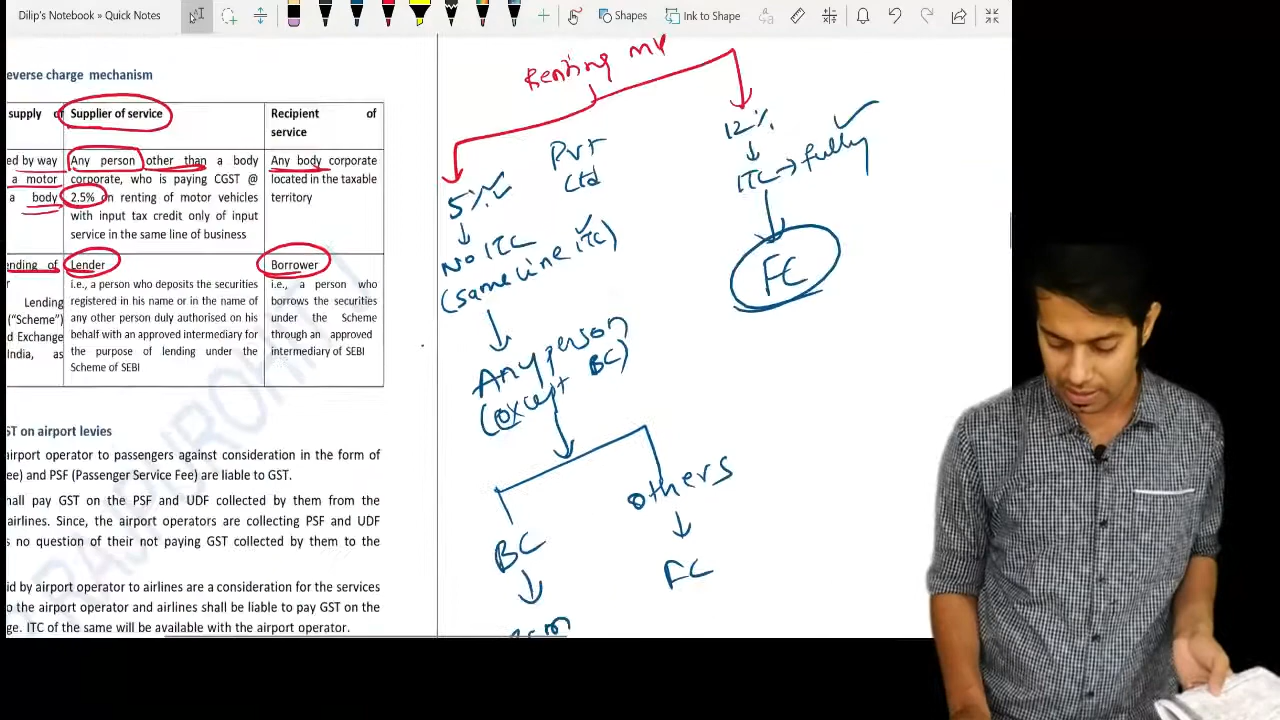 Dilip's Notebook » Quick Notes
Shapes
Ink to Shape
everse charge mechanism
supply of
Supplier of service
Recipient of
service
ed by way
a motor
a body
Any person other than a body
corporate, who is paying CGST @
2.5% on renting of motor vehicles
with input tax credit only of input
service in the same line of business
Any body corporate
located in the taxable
territory
ending of
r
Lending
("Scheme")
d Exchange
India, as
Lender
i.e., a person who deposits the securities
registered in his name or in the name of
any other person duly authorised on his
behalf with an approved intermediary for
the purpose of lending under the
Scheme of SEBI
Borrower
i.e., a person who
borrows the securities
under the Scheme
through an approved
intermediary of SEBI
ST on airport levies
airport operator to passengers against consideration in the form of
ee) and PSF (Passenger Service Fee) are liable to GST.
hall pay GST on the PSF and UDF collected by them from the
airlines. Since, the airport operators are collecting PSF and UDF
s no question of their not paying GST collected by them to the
id by airport operator to airlines are a consideration for the services
o the airport operator and airlines shall be liable to pay GST on the
ge. ITC of the same will be available with the airport operator.
RAJPUROHIT
Renting MV
5%
Pvt
Ltd
12%
ITC → fully
FC
No ITC
(same line ITC)
Any person
(except BC)
BC
others
FC
RCM